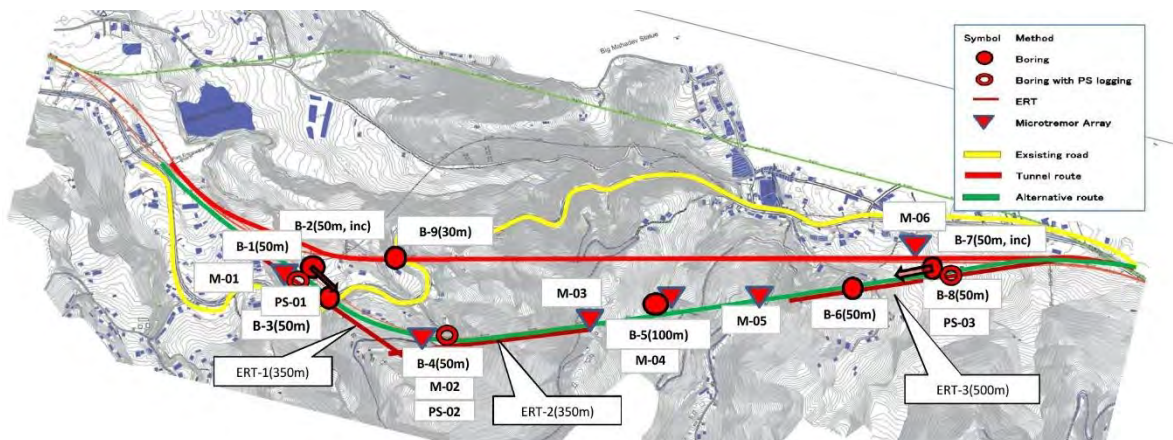 Big Mahadev Statue
Symbol Method
Boring
Boring with PS logging
ERT
Microtremor Array
Exsisting road
Tunnel route
Alternative route
M-06
B-2(50m, inc)
B-9(30m)
B-7(50m, inc)
B-1(50m)
M-01
PS-01
M-03
B-8(50m)
B-3(50m)
B-5(100m)
M-05
B-6(50m)
PS-03
ERT-1(350m)
B-4(50m)
M-04
M-02
ERT-2(350m)
ERT-3(500m)
PS-02